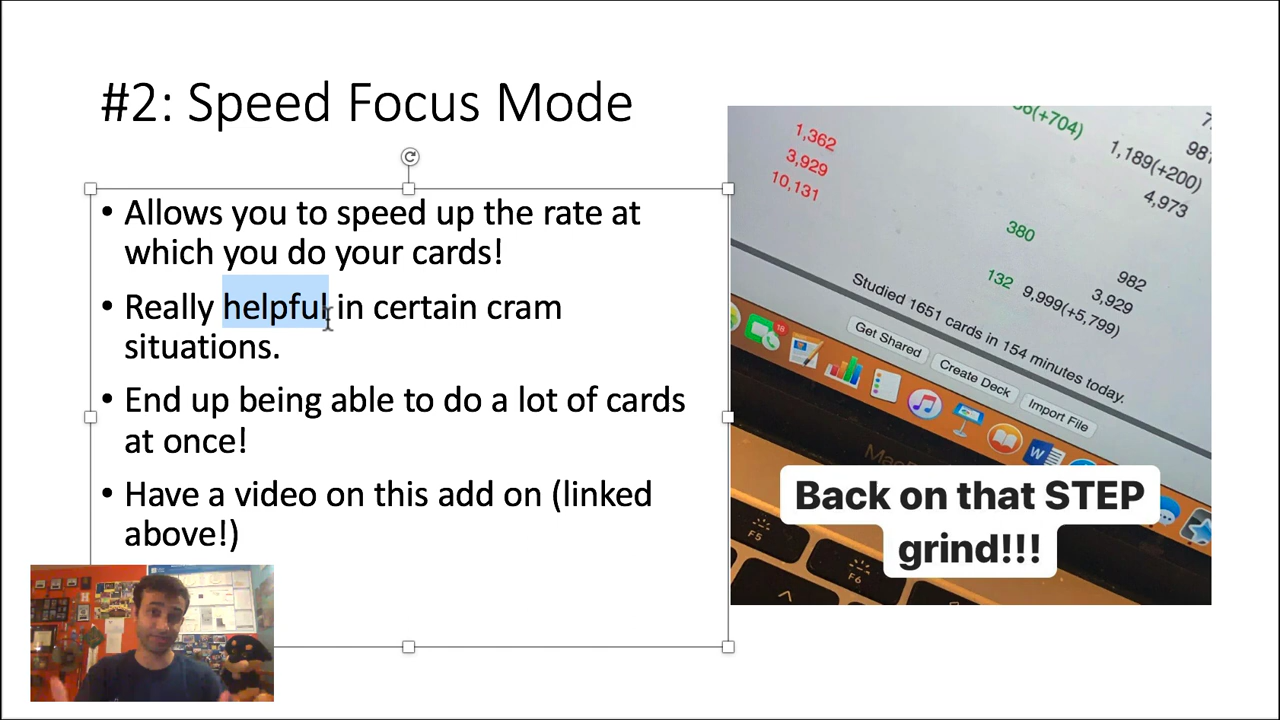 #2: Speed Focus Mode
• Allows you to speed up the rate at
which you do your cards!
• Really helpful in certain cram
situations.
• End up being able to do a lot of cards
at once!
• Have a video on this add on (linked
above!)
1,362
3,929
10,131
(+704)
1,189(+200)
4,973
380
132
982
3,929
9,999(+5,799)
Studied 1651 cards in 154 minutes today.
Get Shared
Create Deck
Import File
18
W
F5
F6
Back on that STEP
grind!!!